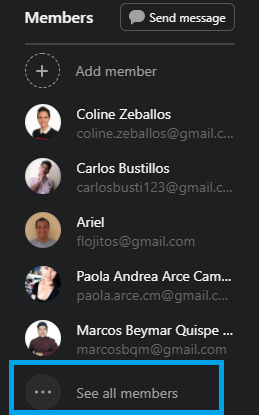 Members
Send message
Add member
Coline Zeballos
coline.zeballos@gmail.c...
Carlos Bustillos
carlosbusti123@gmail.c...
Ariel
flojitos@gmail.com
Paola Andrea Arce Cam...
paola.arce.cm@gmail.c...
Marcos Beymar Quispe ...
marcosbqm@gmail.com
See all members